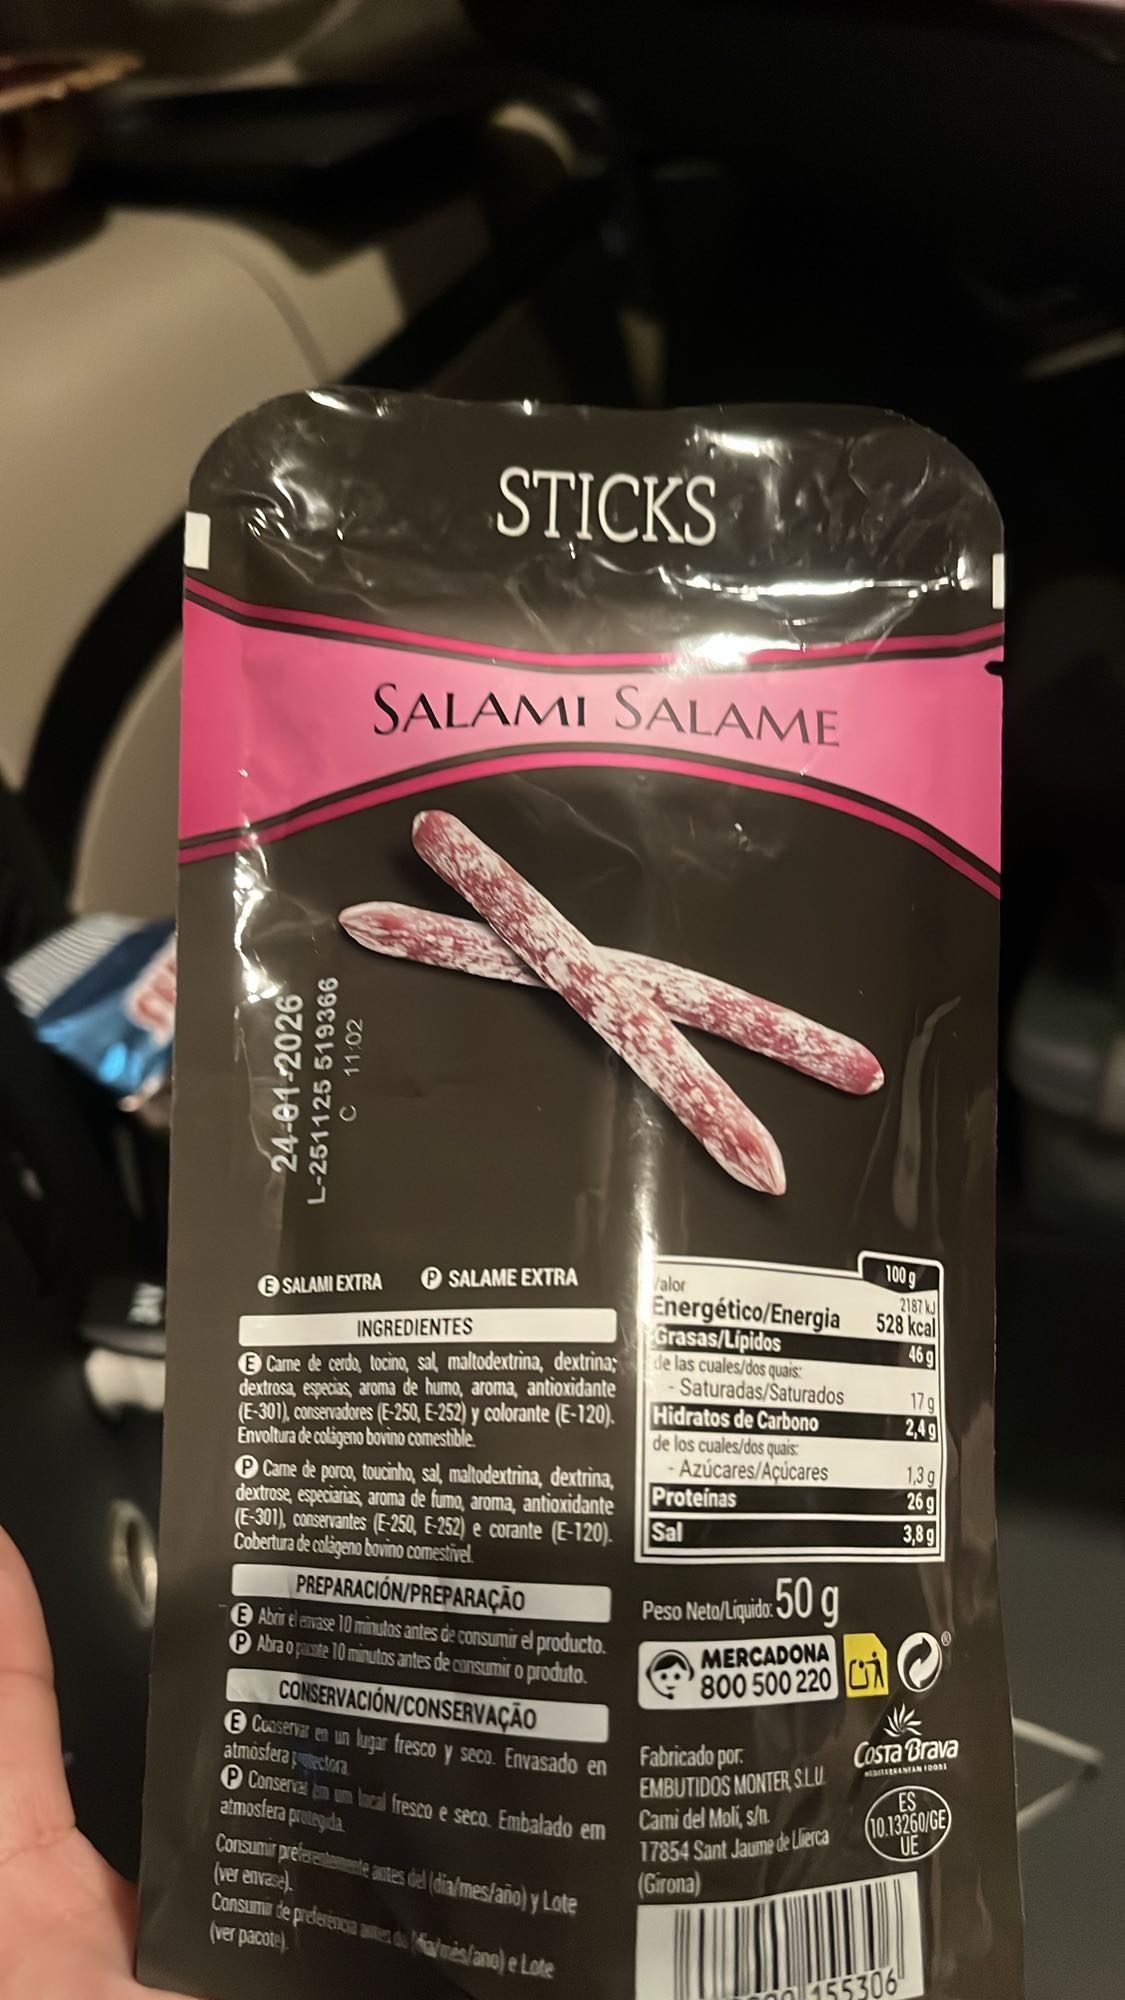 STICKS
SALAMI SALAME
24-01-2026
L-251125 519366
C 11:02
E SALAMI EXTRA P SALAME EXTRA
INGREDIENTES
E Carne de cerdo, tocino, sal, maltodextrina, dextrina;
dextrosa, especias, aroma de humo, aroma, antioxidante
(E-301), conservadores (E-250, E-252) y colorante (E-120).
Envoltura de colágeno bovino comestible.
P Carne de porco, toucinho, sal, maltodextrina, dextrina,
dextrose, especiarias, aroma de fumo, aroma, antioxidante
(E-301), conservantes (E-250, E-252) e corante (E-120).
Cobertura de colágeno bovino comestível.
PREPARACIÓN/PREPARAÇÃO
E Abrir el envase 10 minutos antes de consumir el producto.
P Abra o pacote 10 minutos antes de consumir o produto.
CONSERVACIÓN/CONSERVAÇÃO
E Conservar en un lugar fresco y seco. Envasado en
atmósfera protectora.
P Conservar em um local fresco e seco. Embalado em
atmosfera protegida.
Consumir preferentemente antes del (día/mes/año) y Lote
(ver envase).
Consumir de preferência antes do (dia/mês/ano) e Lote
(ver pacote).
100 g
Valor 2187 kJ
Energético/Energia 528 kcal
Grasas/Lípidos 46 g
de las cuales/dos quais:
- Saturadas/Saturados 17 g
Hidratos de Carbono 2,4 g
de los cuales/dos quais:
- Azúcares/Açúcares 1,3 g
Proteínas 26 g
Sal 3,8 g
Peso Neto/Líquido: 50 g
MERCADONA
800 500 220
Fabricado por:
EMBUTIDOS MONTER, S.L.U.
Camí del Molí, s/n.
17854 Sant Jaume de Llierca
(Girona)
Costa Brava
MEDITERRANEAN FOODS
ES
10.13260/GE
UE
155306